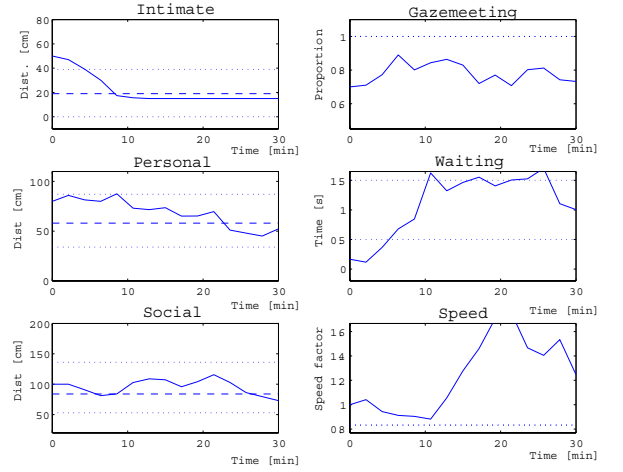 Intimate
Dist. [cm]
80
60
40
20
0
0
10
20
30
Time [min]
Gazemeeting
Proportion
1
0.8
0.6
0
10
20
30
Time [min]
Personal
Dist [cm]
100
50
0
0
10
20
30
Time [min]
Waiting
Time [s]
1.5
1
0.5
0
0
10
20
30
Time [min]
Social
Dist [cm]
200
150
100
50
0
10
20
30
Time [min]
Speed
Speed factor
1.6
1.4
1.2
1
0.8
0
10
20
30
Time [min]